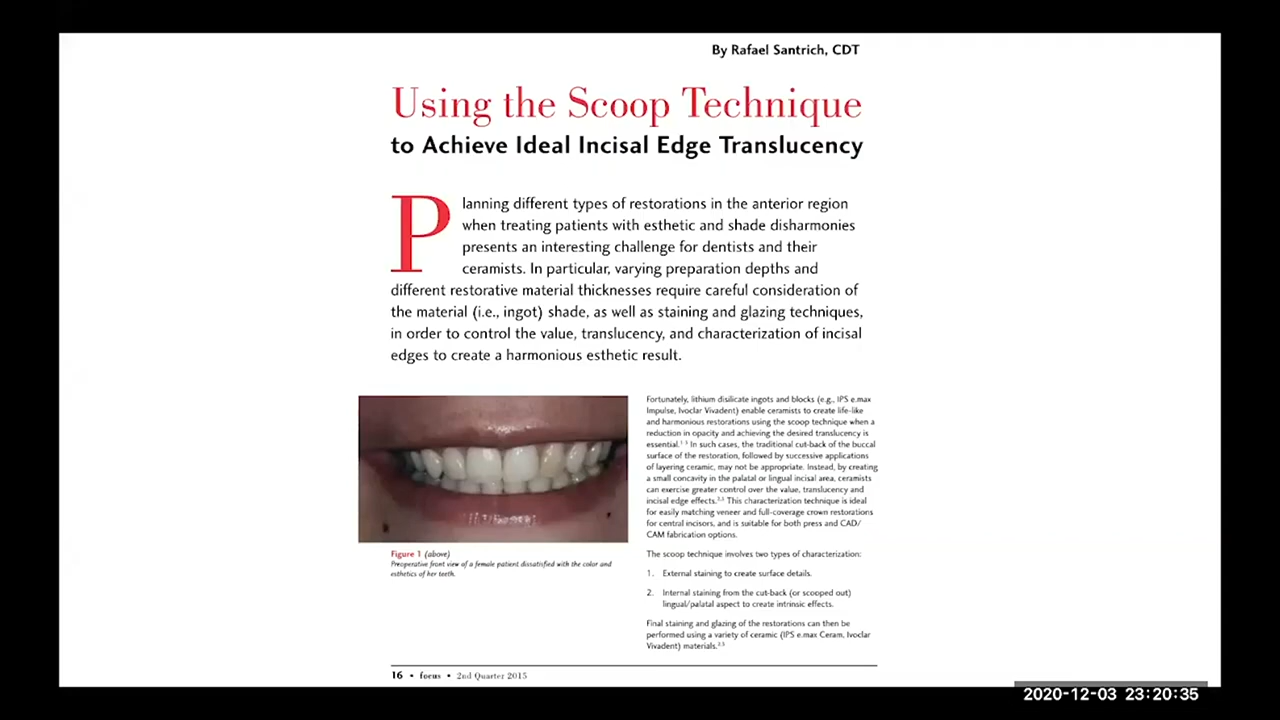 By Rafael Santrich, CDT
Using the Scoop Technique
to Achieve Ideal Incisal Edge Translucency
Planning different types of restorations in the anterior region
when treating patients with esthetic and shade disharmonies
presents an interesting challenge for dentists and their
ceramists. In particular, varying preparation depths and
different restorative material thicknesses require careful consideration of
the material (i.e., ingot) shade, as well as staining and glazing techniques,
in order to control the value, translucency, and characterization of incisal
edges to create a harmonious esthetic result.
Figure 1 (above)
Preoperative front view of a female patient dissatisfied with the color and
esthetics of her teeth.
Fortunately, lithium disilicate ingots and blocks (e.g., IPS e.max
Impulse, Ivoclar Vivadent) enable ceramists to create life-like
and harmonious restorations using the scoop technique when a
reduction in opacity and achieving the desired translucency is
essential. In such cases, the traditional cut-back of the buccal
surface of the restoration, followed by successive applications
of layering ceramic, may not be appropriate. Instead, by creating
a small concavity in the palatal or lingual incisal area, ceramists
can exercise greater control over the value, translucency and
incisal edge effects. This characterization technique is ideal
for easily matching veneer and full-coverage crown restorations
for central incisors, and is suitable for both press and CAD/
CAM fabrication options.
The scoop technique involves two types of characterization:
1. External staining to create surface details.
2. Internal staining from the cut-back (or scooped out)
lingual/palatal aspect to create intrinsic effects.
Final staining and glazing of the restorations can then be
performed using a variety of ceramic (IPS e.max Ceram, Ivoclar
Vivadent) materials.
16 • focus • 2nd Quarter 2015
2020-12-03 23:20:35